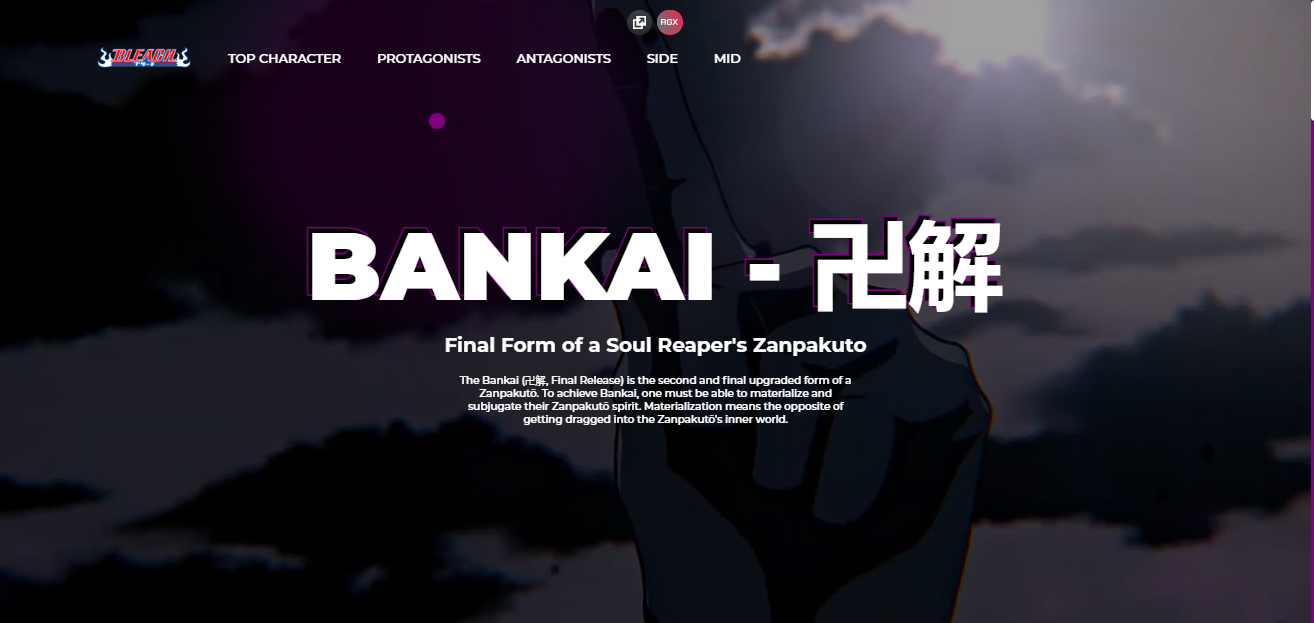 RGX
BLEACH
TOP CHARACTER PROTAGONISTS ANTAGONISTS SIDE MID
BANKAI - 卍解
Final Form of a Soul Reaper's Zanpakuto
The Bankai (卍解, Final Release) is the second and final upgraded form of a
Zanpakutō. To achieve Bankai, one must be able to materialize and
subjugate their Zanpakutō spirit. Materialization means the opposite of
getting dragged into the Zanpakutō's inner world.